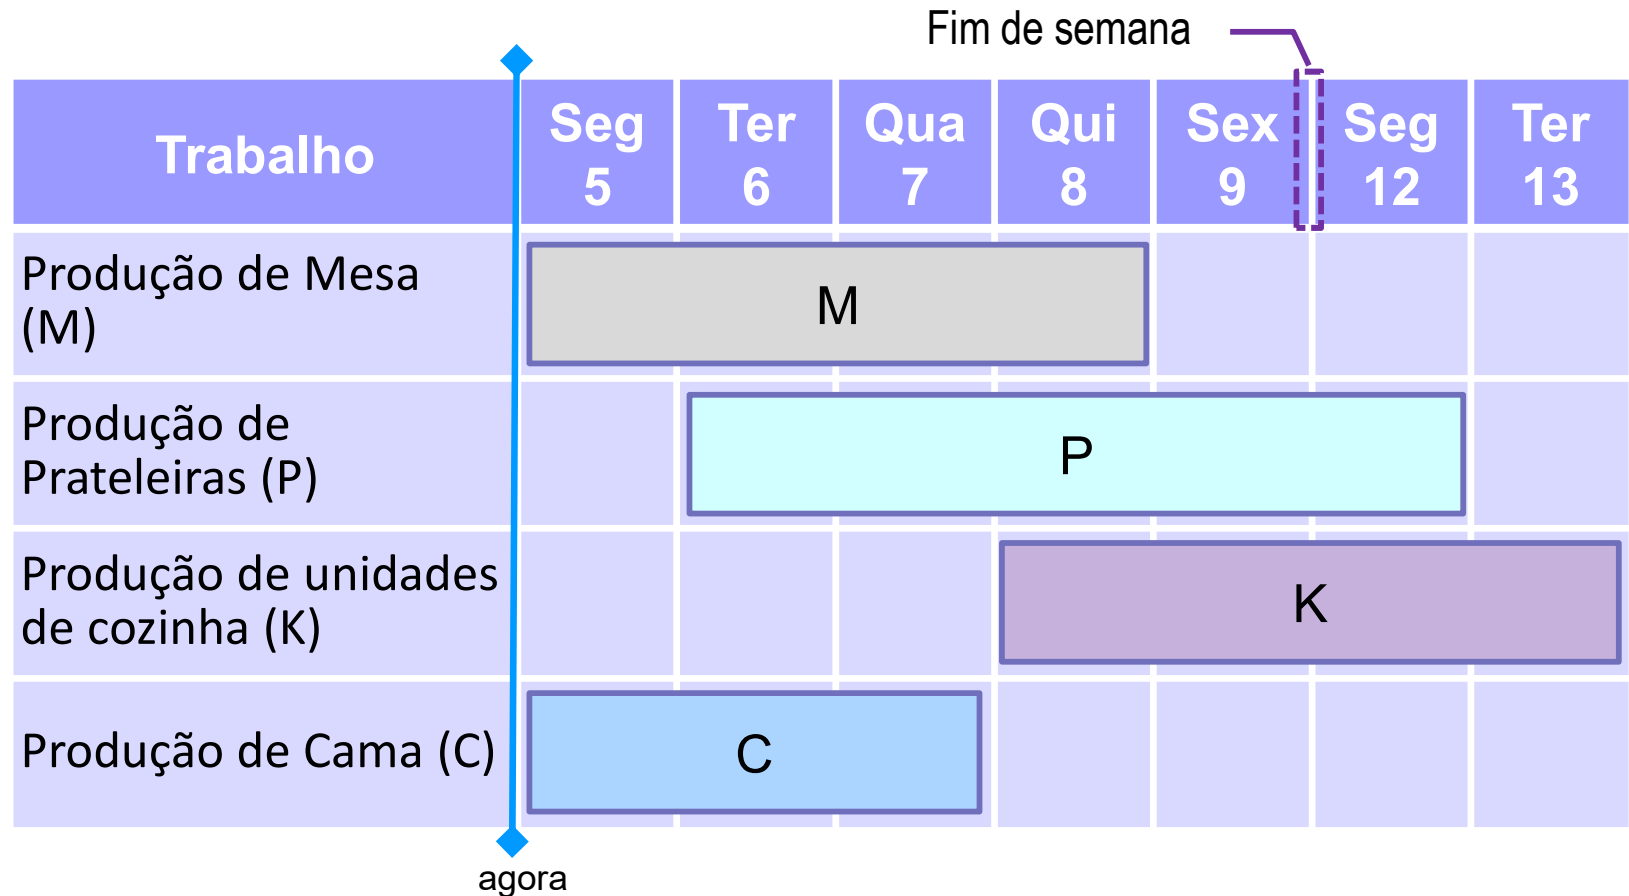 Fim de semana
Trabalho
Seg
5
Ter
6
Qua
7
Qui
8
Sex
9
Seg
12
Ter
13
Produção de Mesa
(M)
M
Produção de
Prateleiras (P)
P
Produção de unidades
de cozinha (K)
K
Produção de Cama (C)
C
agora